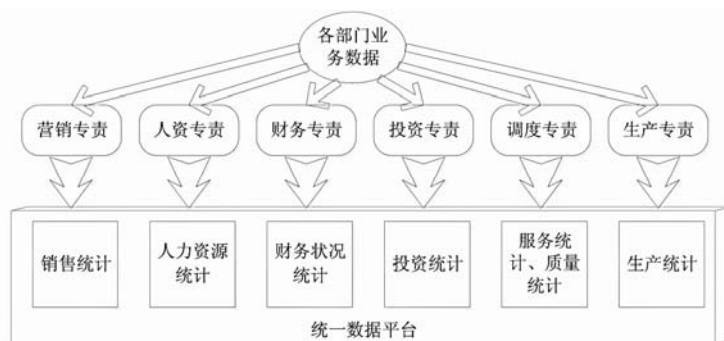 各部门业
务数据
营销专责
人资专责
财务专责
投资专责
调度专责
生产专责
销售统计
人力资源
统计
财务状况
统计
投资统计
服务统
计、质量
统计
生产统计
统一数据平台